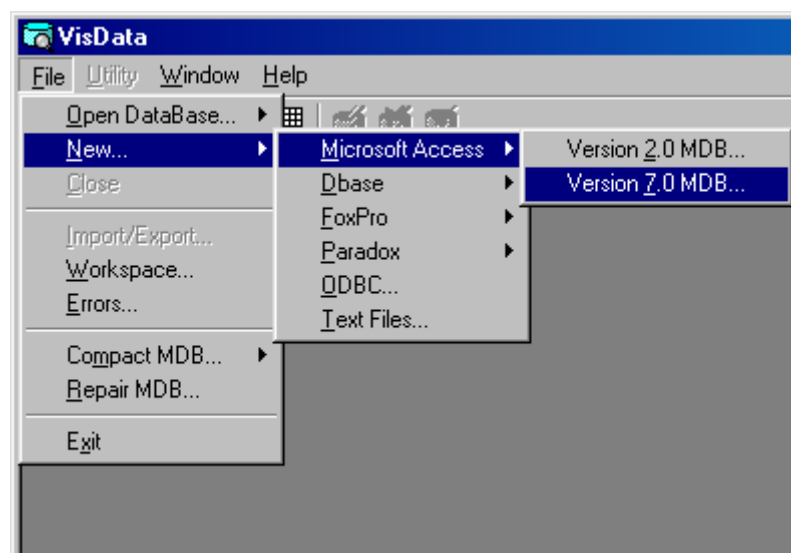 VisData
File Utility Window Help
Open DataBase...
New...
Close
Import/Export...
Workspace...
Errors...
Compact MDB...
Repair MDB...
Exit
Microsoft Access
Dbase
FoxPro
Paradox
ODBC...
Text Files...
Version 2.0 MDB...
Version 7.0 MDB...